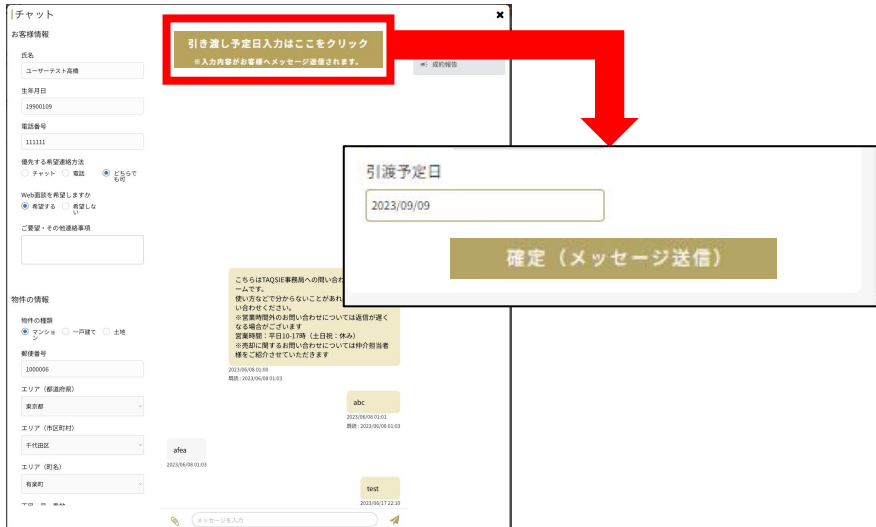 チャット
お客様情報
氏名
ユーザーテスト高橋
生年月日
19900109
電話番号
111111
優先する希望連絡方法
チャット
電話
どちらで
も可
Web面談を希望しますか
希望する
希望しな
い
ご要望・その他連絡事項
物件の情報
物件の種類
マンショ
ン
一戸建て
土地
郵便番号
1000006
エリア（都道府県）
東京都
エリア（市区町村）
千代田区
エリア（町名）
有楽町
引き渡し予定日入力はここをクリック
※入力内容がお客様へメッセージ送信されます。
成約報告
引渡予定日
2023/09/09
確定（メッセージ送信）
こちらはTAQSIE事務局への問い合わ
ームです。
使い方などで分からないことがあれ
い合わせください。
※営業時間外のお問い合わせについては返信が遅く
なる場合がございます
営業時間：平日10-17時（土日祝：休み）
※売却に関するお問い合わせについては仲介担当者
様をご紹介させていただきます
2023/06/08 01:00
既読 : 2023/06/08 01:03
abc
2023/06/08 01:01
既読 : 2023/06/08 01:03
afea
2023/06/08 01:03
test
2023/06/17 22:10
メッセージを入力